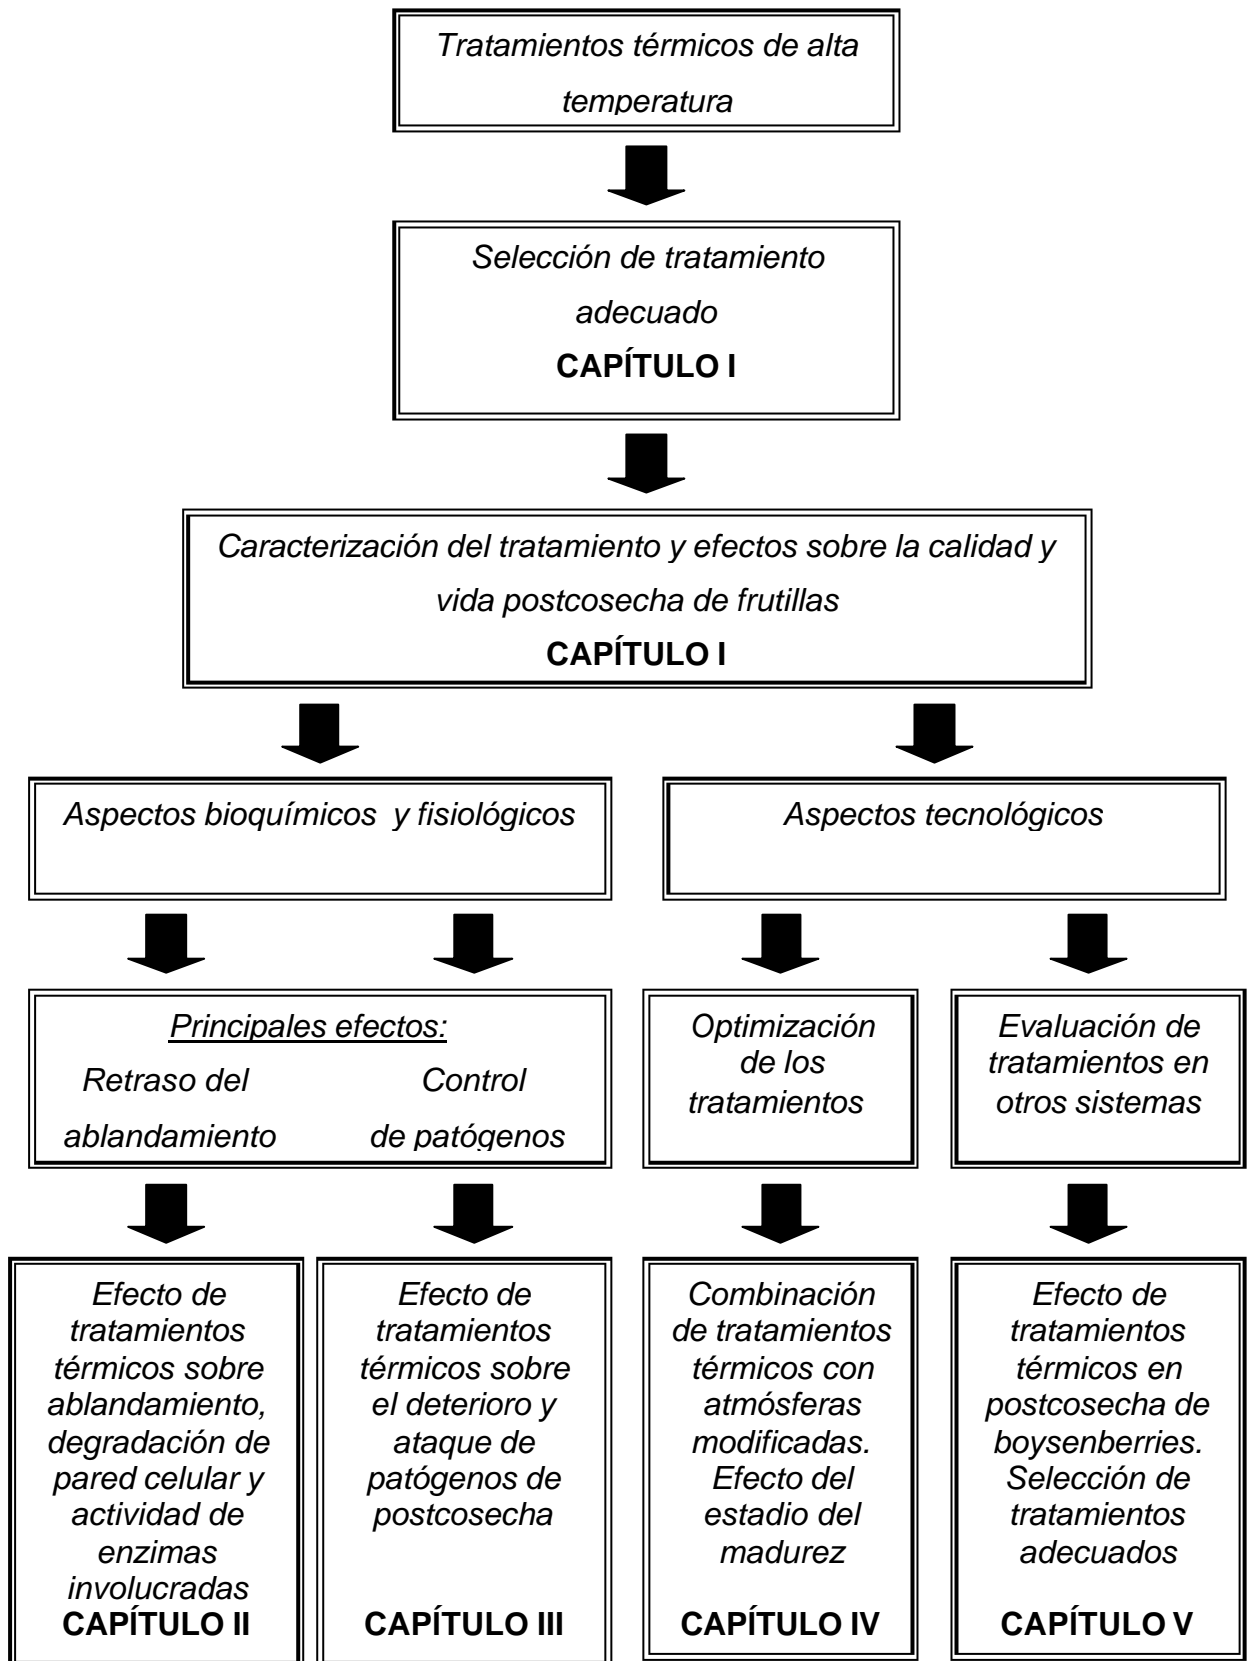 Tratamientos térmicos de alta
temperatura
Selección de tratamiento
adecuado
CAPÍTULO I
Caracterización del tratamiento y efectos sobre la calidad y
vida postcosecha de frutillas
CAPÍTULO I
Aspectos bioquímicos y fisiológicos
Aspectos tecnológicos
Principales efectos:
Retraso del
ablandamiento
Control
de patógenos
Optimización
de los
tratamientos
Evaluación de
tratamientos en
otros sistemas
Efecto de
tratamientos
térmicos sobre
ablandamiento,
degradación de
pared celular y
actividad de
enzimas
involucradas
CAPÍTULO II
Efecto de
tratamientos
térmicos sobre
el deterioro y
ataque de
patógenos de
postcosecha
CAPÍTULO III
Combinación
de tratamientos
térmicos con
atmósferas
modificadas.
Efecto del
estadio del
madurez
CAPÍTULO IV
Efecto de
tratamientos
térmicos en
postcosecha de
boysenberries.
Selección de
tratamientos
adecuados
CAPÍTULO V